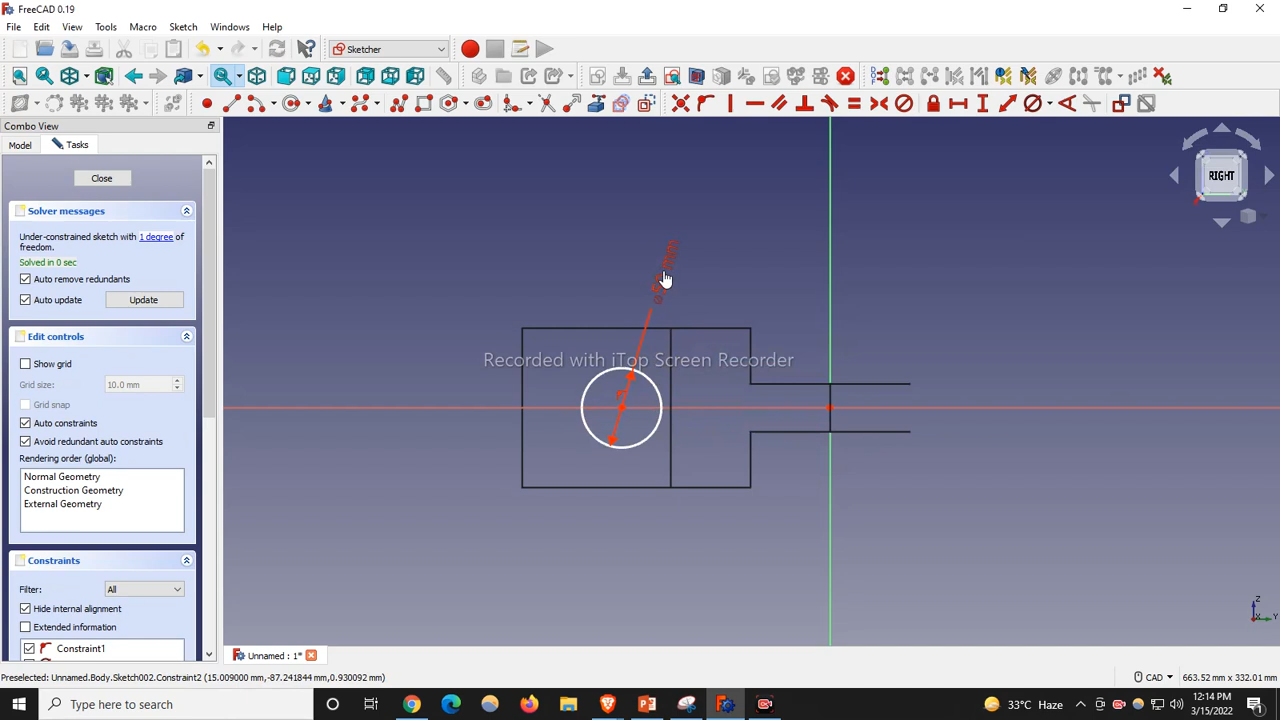 FreeCAD 0.19
File Edit View Tools Macro Sketch Windows Help
Sketcher
Combo View
Model Tasks
Close
Solver messages
Under-constrained sketch with 1 degree of
freedom.
Solved in 0 sec
Auto remove redundants
Auto update Update
Edit controls
Show grid
Grid size: 10.0 mm
Grid snap
Auto constraints
Avoid redundant auto constraints
Rendering order (global):
Normal Geometry
Construction Geometry
External Geometry
Constraints
Filter: All
Hide internal alignment
Extended information
Constraint1
RIGHT
Recorded with iTop Screen Recorder
Z
X
Y
Unnamed : 1*
Preselected: Unnamed.Body.Sketch002.Constraint2 (15.009000 mm,-87.241844 mm,0.930092 mm)
CAD
663.52 mm x 332.01 mm
Type here to search
33°C Haze
12:14 PM
3/15/2022